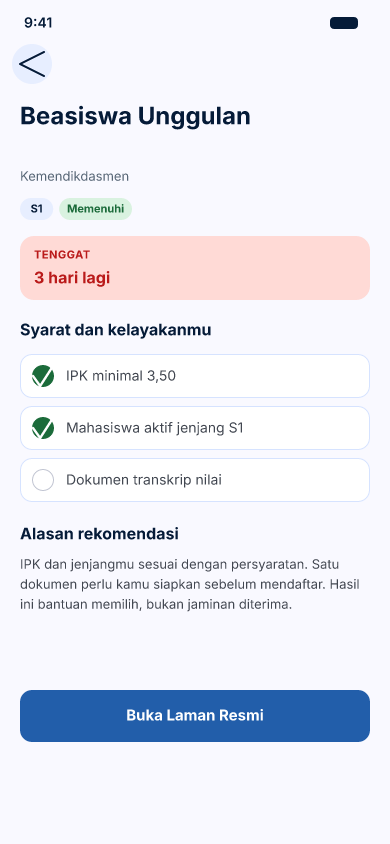 9:41
Beasiswa Unggulan
Kemendikdasmen
S1
Memenuhi
TENGGAT
3 hari lagi
Syarat dan kelayakanmu
IPK minimal 3,50
Mahasiswa aktif jenjang S1
Dokumen transkrip nilai
Alasan rekomendasi
IPK dan jenjangmu sesuai dengan persyaratan. Satu
dokumen perlu kamu siapkan sebelum mendaftar. Hasil
ini bantuan memilih, bukan jaminan diterima.
Buka Laman Resmi